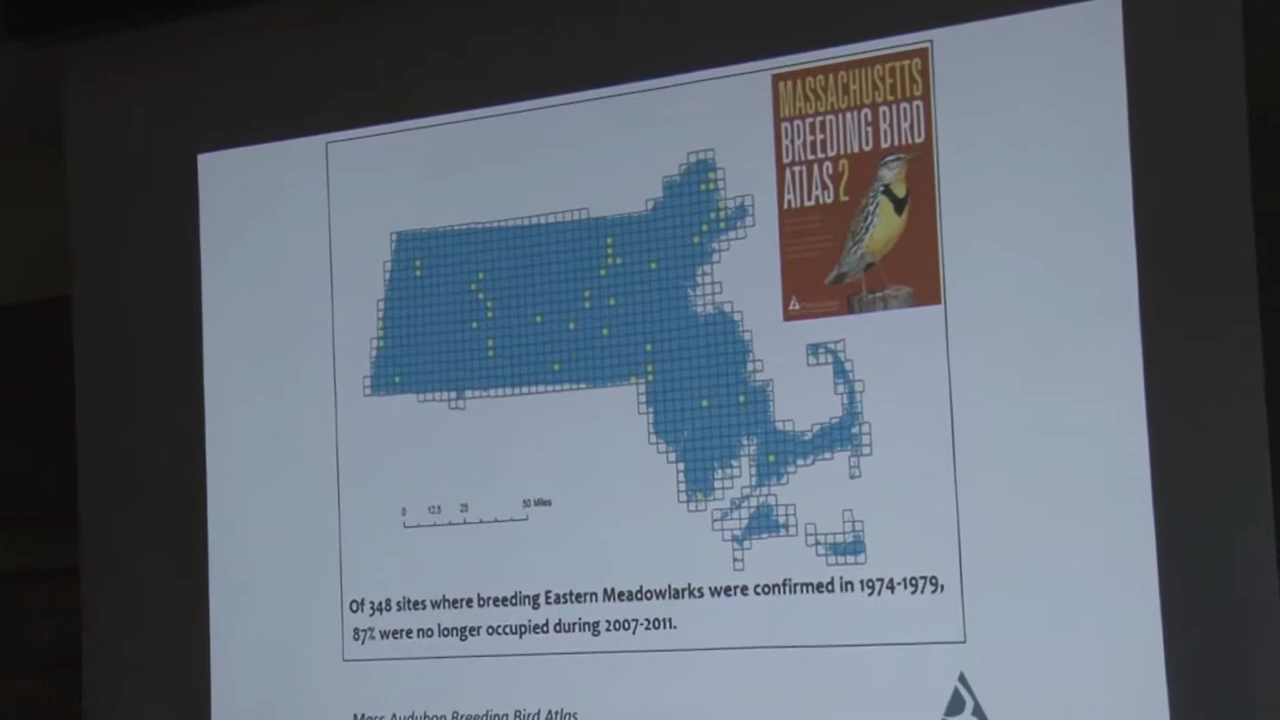 MASSACHUSETTS
BREEDING BIRD
ATLAS 2
0 12.5 25 50 Miles
Of 348 sites where breeding Eastern Meadowlarks were confirmed in 1974-1979,
87% were no longer occupied during 2007-2011.
Mass Audubon Breeding Bird Atlas